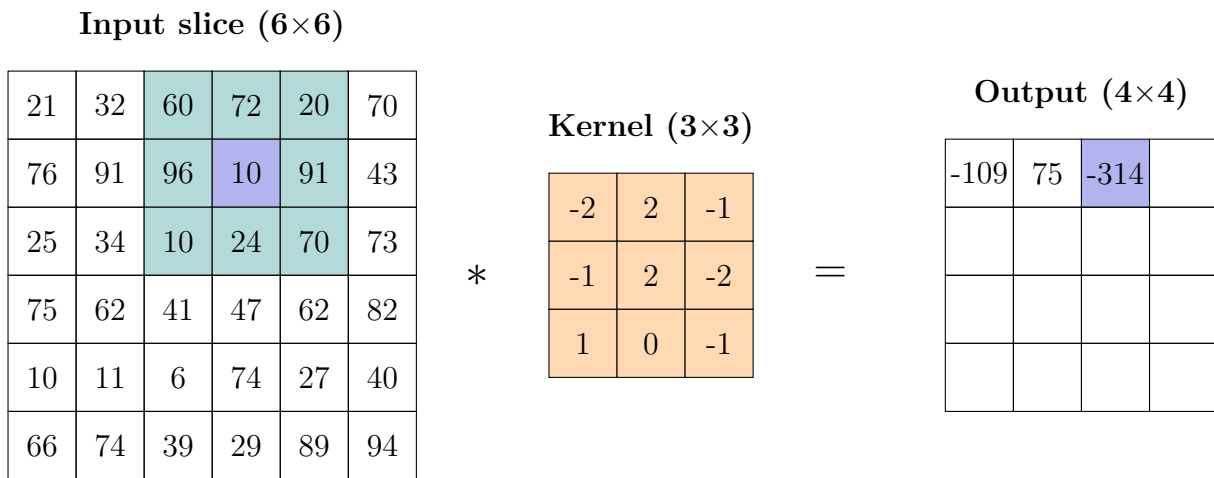 Input slice (6×6)
21 32 60 72 20 70
76 91 96 10 91 43
25 34 10 24 70 73
75 62 41 47 62 82
10 11 6 74 27 40
66 74 39 29 89 94
*
Kernel (3×3)
-2 2 -1
-1 2 -2
1 0 -1
=
Output (4×4)
-109 75 -314